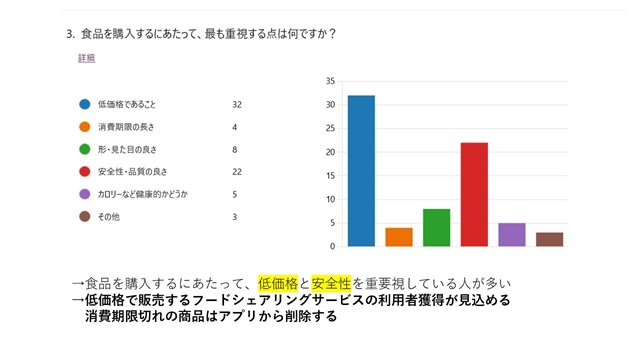 3. 食品を購入するにあたって、最も重視する点は何ですか？
詳細
低価格であること 32
消費期限の長さ 4
形・見た目の良さ 8
安全性・品質の良さ 22
カロリーなど健康的かどうか 5
その他 3
35
30
25
20
15
10
5
0
→食品を購入するにあたって、低価格と安全性を重要視している人が多い
→低価格で販売するフードシェアリングサービスの利用者獲得が見込める
消費期限切れの商品はアプリから削除する